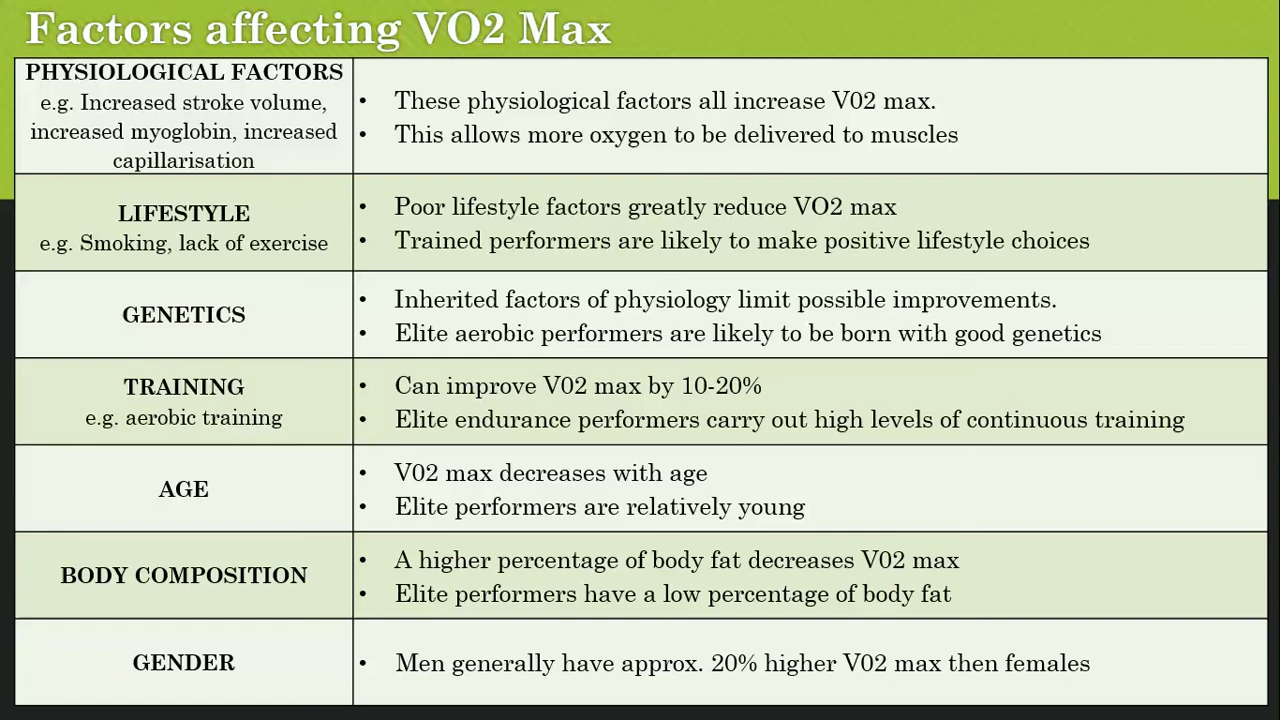 Factors affecting VO2 Max
PHYSIOLOGICAL FACTORS
e.g. Increased stroke volume,
increased myoglobin, increased
capillarisation
• These physiological factors all increase V02 max.
• This allows more oxygen to be delivered to muscles
LIFESTYLE
e.g. Smoking, lack of exercise
• Poor lifestyle factors greatly reduce VO2 max
• Trained performers are likely to make positive lifestyle choices
GENETICS
• Inherited factors of physiology limit possible improvements.
• Elite aerobic performers are likely to be born with good genetics
TRAINING
e.g. aerobic training
• Can improve V02 max by 10-20%
• Elite endurance performers carry out high levels of continuous training
AGE
• V02 max decreases with age
• Elite performers are relatively young
BODY COMPOSITION
• A higher percentage of body fat decreases V02 max
• Elite performers have a low percentage of body fat
GENDER
• Men generally have approx. 20% higher V02 max then females